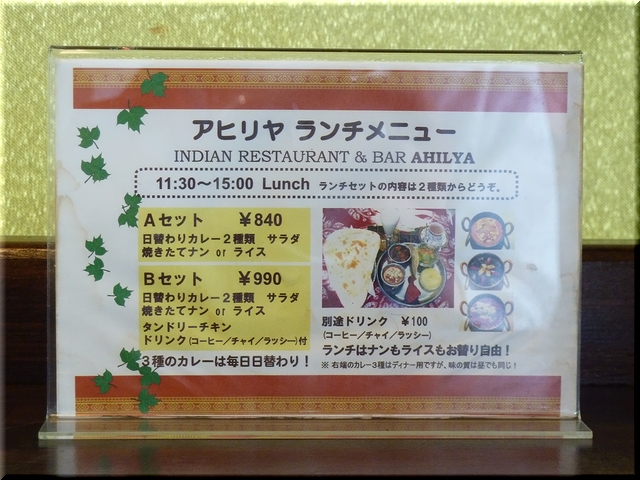 アヒリヤ ランチメニュー
INDIAN RESTAURANT & BAR AHILYA
11:30〜15:00 Lunch ランチセットの内容は２種類からどうぞ。
Aセット ￥840
日替わりカレー２種類 サラダ
焼きたてナン or ライス
Bセット ￥990
日替わりカレー２種類 サラダ
焼きたてナン or ライス
タンドリーチキン
ドリンク(コーヒー／チャイ／ラッシー)付
３種のカレーは毎日日替わり！
別途ドリンク ￥100
(コーヒー／チャイ／ラッシー)
ランチはナンもライスもお替り自由！
※ 右端のカレー３種はディナー用ですが、味の質は昼でも同じ！